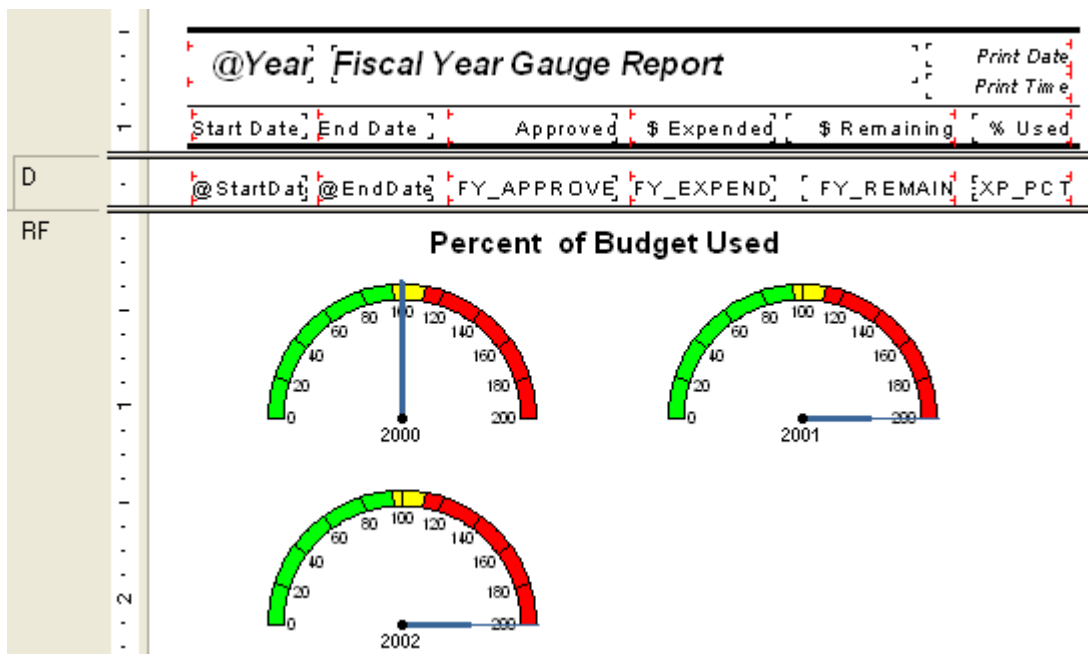 @Year Fiscal Year Gauge Report
Print Date
Print Time
Start Date End Date Approved $ Expended $ Remaining % Used
D
@StartDat @EndDate FY_APPROVE FY_EXPEND FY_REMAIN EXP_PCT
RF
Percent of Budget Used
0 20 40 60 80 100 120 140 160 180 200
2000
0 20 40 60 80 100 120 140 160 180 200
2001
0 20 40 60 80 100 120 140 160 180 200
2002
1
1
2